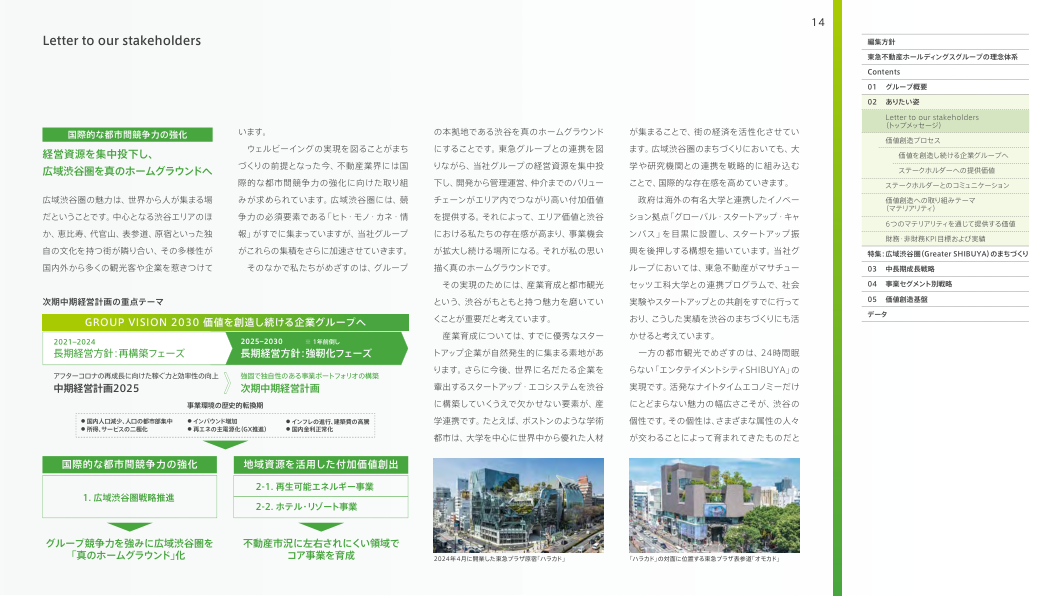 14
Letter to our stakeholders
国際的な都市間競争力の強化
経営資源を集中投下し、
広域渋谷圏を真のホームグラウンドへ
広域渋谷圏の魅力は、世界から人が集まる場
だということです。中心となる渋谷エリアのほ
か、恵比寿、代官山、表参道、原宿といった独
自の文化を持つ街が隣り合い、その多様性が
国内外から多くの観光客や企業を惹きつけて
います。
ウェルビーイングの実現を図ることがまち
づくりの前提となった今、不動産業界には国
際的な都市間競争力の強化に向けた取り組
みが求められています。広域渋谷圏には、競
争力の必須要素である「ヒト・モノ・カネ・情
報」がすでに集まっていますが、当社グループ
がこれらの集積をさらに加速させていきます。
そのなかで私たちがめざすのは、グループ
の本拠地である渋谷を真のホームグラウンド
にすることです。東急グループとの連携を図
りながら、当社グループの経営資源を集中投
下し、開発から管理運営、仲介までのバリュー
チェーンがエリア内でつながり高い付加価値
を提供する。それによって、エリア価値と渋谷
における私たちの存在感が高まり、事業機会
が拡大し続ける場所になる。それが私の思い
描く真のホームグラウンドです。
その実現のためには、産業育成と都市観光
という、渋谷がもともと持つ魅力を磨いてい
くことが重要だと考えています。
産業育成については、すでに優秀なスター
トアップ企業が自然発生的に集まる素地があ
ります。さらに今後、世界に名だたる企業を
輩出するスタートアップ・エコシステムを渋谷
に構築していくうえで欠かせない要素が、産
学連携です。たとえば、ボストンのような学術
都市は、大学を中心に世界中から優れた人材
が集まることで、街の経済を活性化させてい
ます。広域渋谷圏のまちづくりにおいても、大
学や研究機関との連携を戦略的に組み込む
ことで、国際的な存在感を高めていきます。
政府は海外の有名大学と連携したイノベー
ション拠点「グローバル・スタートアップ・キャ
ンパス」を目黒に設置し、スタートアップ振
興を後押しする構想を描いています。当社グ
ループにおいては、東急不動産がマサチュー
セッツ工科大学との連携プログラムで、社会
実験やスタートアップとの共創をすでに行って
おり、こうした実績を渋谷のまちづくりにも活
かせると考えています。
一方の都市観光でめざすのは、24時間眠
らない「エンタテイメントシティSHIBUYA」の
実現です。活発なナイトタイムエコノミーだけ
にとどまらない魅力の幅広さこそが、渋谷の
個性です。その個性は、さまざまな属性の人々
が交わることによって育まれてきたものだと
次期中期経営計画の重点テーマ
GROUP VISION 2030 価値を創造し続ける企業グループへ
2021–2024
長期経営方針：再構築フェーズ
2025–2030 ※ 1年前倒し
長期経営方針：強靭化フェーズ
アフターコロナの再成長に向けた稼ぐ力と効率性の向上
中期経営計画2025
強固で独自性のある事業ポートフォリオの構築
次期中期経営計画
事業環境の歴史的転換期
●国内人口減少、人口の都市部集中
●所得、サービスの二極化
●インバウンド増加
●再エネの主電源化（GX推進）
●インフレの進行、建築費の高騰
●国内金利正常化
国際的な都市間競争力の強化
1. 広域渋谷圏戦略推進
グループ競争力を強みに広域渋谷圏を
「真のホームグラウンド」化
地域資源を活用した付加価値創出
2-1. 再生可能エネルギー事業
2-2. ホテル・リゾート事業
不動産市況に左右されにくい領域で
コア事業を育成
2024年4月に開業した東急プラザ原宿「ハラカド」
「ハラカド」の対面に位置する東急プラザ表参道「オモカド」
編集方針
東急不動産ホールディングスグループの理念体系
Contents
01 グループ概要
02 ありたい姿
Letter to our stakeholders
（トップメッセージ）
価値創造プロセス
価値を創造し続ける企業グループへ
ステークホルダーへの提供価値
ステークホルダーとのコミュニケーション
価値創造への取り組みテーマ
（マテリアリティ）
6つのマテリアリティを通じて提供する価値
財務・非財務KPI目標および実績
特集：広域渋谷圏（Greater SHIBUYA）のまちづくり
03 中長期成長戦略
04 事業セグメント別戦略
05 価値創造基盤
データ